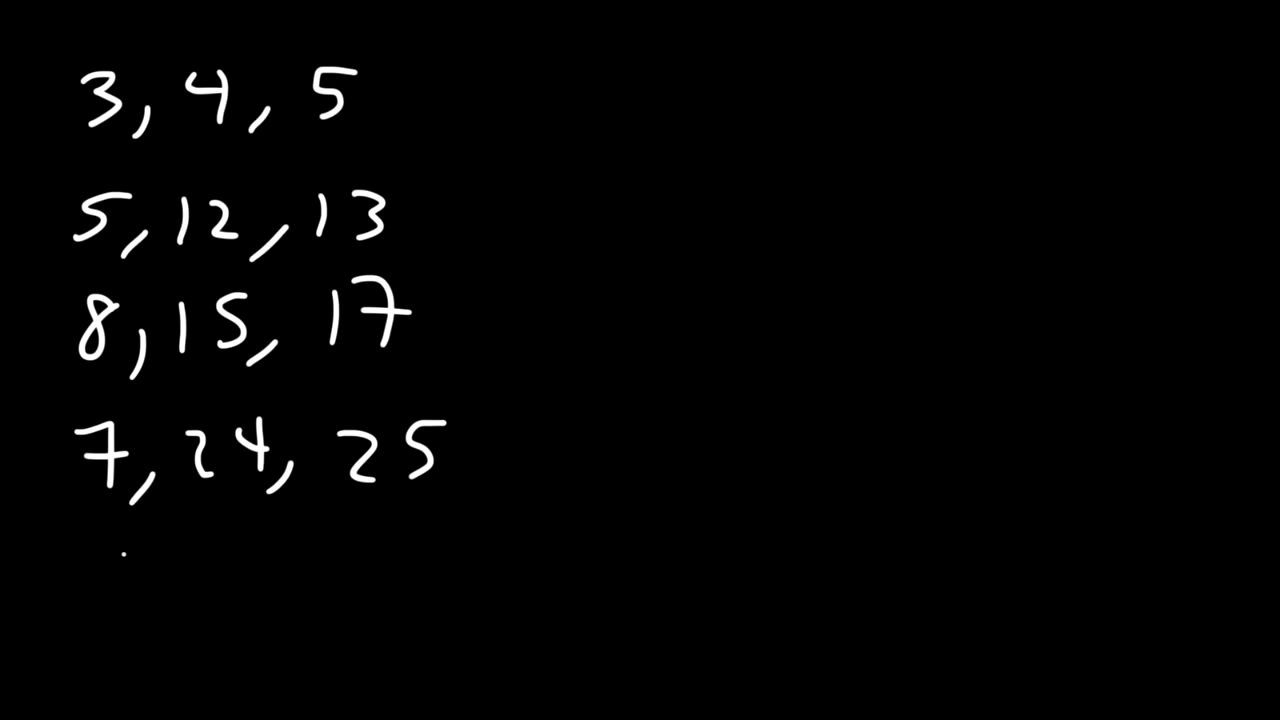 3, 4, 5
5, 12, 13
8, 15, 17
7, 24, 25